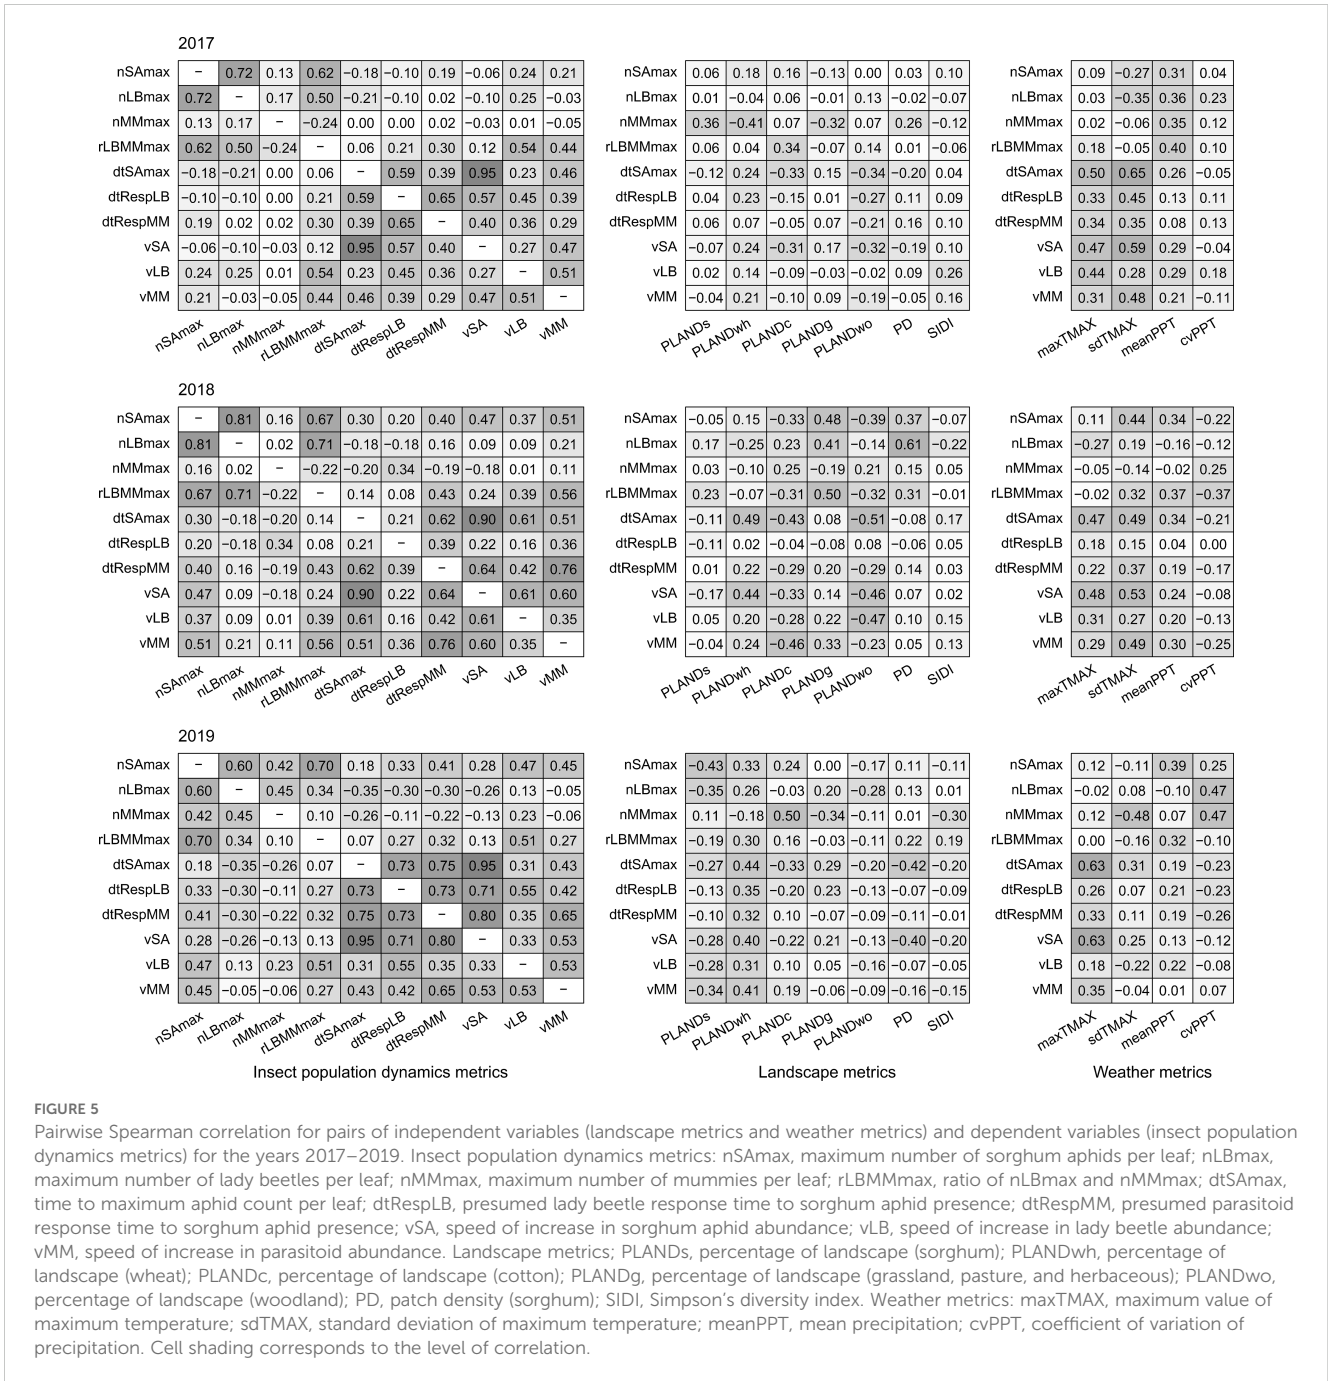 2017
nSAmax – 0.72 0.13 0.62 −0.18 −0.10 0.19 −0.06 0.24 0.21 nSAmax 0.06 0.18 0.16 −0.13 0.00 0.03 0.10 nSAmax 0.09 −0.27 0.31 0.04
nLBmax 0.72 – 0.17 0.50 −0.21 −0.10 0.02 −0.10 0.25 −0.03 nLBmax 0.01 −0.04 0.06 −0.01 0.13 −0.02 −0.07 nLBmax 0.03 −0.35 0.36 0.23
nMMmax 0.13 0.17 – −0.24 0.00 0.00 0.02 −0.03 0.01 −0.05 nMMmax 0.36 −0.41 0.07 −0.32 0.07 0.26 −0.12 nMMmax 0.02 −0.06 0.35 0.12
rLBMMmax 0.62 0.50 −0.24 – 0.06 0.21 0.30 0.12 0.54 0.44 rLBMMmax 0.06 0.04 0.34 −0.07 0.14 0.01 −0.06 rLBMMmax 0.18 −0.05 0.40 0.10
dtSAmax −0.18 −0.21 0.00 0.06 – 0.59 0.39 0.95 0.23 0.46 dtSAmax −0.12 0.24 −0.33 0.15 −0.34 −0.20 0.04 dtSAmax 0.50 0.65 0.26 −0.05
dtRespLB −0.10 −0.10 0.00 0.21 0.59 – 0.65 0.57 0.45 0.39 dtRespLB 0.04 0.23 −0.15 0.01 −0.27 0.11 0.09 dtRespLB 0.33 0.45 0.13 0.11
dtRespMM 0.19 0.02 0.02 0.30 0.39 0.65 – 0.40 0.36 0.29 dtRespMM 0.06 0.07 −0.05 0.07 −0.21 0.16 0.10 dtRespMM 0.34 0.35 0.08 0.13
vSA −0.06 −0.10 −0.03 0.12 0.95 0.57 0.40 – 0.27 0.47 vSA −0.07 0.24 −0.31 0.17 −0.32 −0.19 0.10 vSA 0.47 0.59 0.29 −0.04
vLB 0.24 0.25 0.01 0.54 0.23 0.45 0.36 0.27 – 0.51 vLB 0.02 0.14 −0.09 −0.03 −0.02 0.09 0.26 vLB 0.44 0.28 0.29 0.18
vMM 0.21 −0.03 −0.05 0.44 0.46 0.39 0.29 0.47 0.51 – vMM −0.04 0.21 −0.10 0.09 −0.19 −0.05 0.16 vMM 0.31 0.48 0.21 −0.11
nSAmax nLBmax nMMmax rLBMMmax dtSAmax dtRespLB dtRespMM vSA vLB vMM PLANDs PLANDwh PLANDc PLANDg PLANDwo PD SIDI maxTMAX sdTMAX meanPPT cvPPT
2018
nSAmax – 0.81 0.16 0.67 0.30 0.20 0.40 0.47 0.37 0.51 nSAmax −0.05 0.15 −0.33 0.48 −0.39 0.37 −0.07 nSAmax 0.11 0.44 0.34 −0.22
nLBmax 0.81 – 0.02 0.71 −0.18 −0.18 0.16 0.09 0.09 0.21 nLBmax 0.17 −0.25 0.23 0.41 −0.14 0.61 −0.22 nLBmax −0.27 0.19 −0.16 −0.12
nMMmax 0.16 0.02 – −0.22 −0.20 0.34 −0.19 −0.18 0.01 0.11 nMMmax 0.03 −0.10 0.25 −0.19 0.21 0.15 0.05 nMMmax −0.05 −0.14 −0.02 0.25
rLBMMmax 0.67 0.71 −0.22 – 0.14 0.08 0.43 0.24 0.39 0.56 rLBMMmax 0.23 −0.07 −0.31 0.50 −0.32 0.31 −0.01 rLBMMmax −0.02 0.32 0.37 −0.37
dtSAmax 0.30 −0.18 −0.20 0.14 – 0.21 0.62 0.90 0.61 0.51 dtSAmax −0.11 0.49 −0.43 0.08 −0.51 −0.08 0.17 dtSAmax 0.47 0.49 0.34 −0.21
dtRespLB 0.20 −0.18 0.34 0.08 0.21 – 0.39 0.22 0.16 0.36 dtRespLB −0.11 0.02 −0.04 −0.08 0.08 −0.06 0.05 dtRespLB 0.18 0.15 0.04 0.00
dtRespMM 0.40 0.16 −0.19 0.43 0.62 0.39 – 0.64 0.42 0.76 dtRespMM 0.01 0.22 −0.29 0.20 −0.29 0.14 0.03 dtRespMM 0.22 0.37 0.19 −0.17
vSA 0.47 0.09 −0.18 0.24 0.90 0.22 0.64 – 0.61 0.60 vSA −0.17 0.44 −0.33 0.14 −0.46 0.07 0.02 vSA 0.48 0.53 0.24 −0.08
vLB 0.37 0.09 0.01 0.39 0.61 0.16 0.42 0.61 – 0.35 vLB 0.05 0.20 −0.28 0.22 −0.47 0.10 0.15 vLB 0.31 0.27 0.20 −0.13
vMM 0.51 0.21 0.11 0.56 0.51 0.36 0.76 0.60 0.35 – vMM −0.04 0.24 −0.46 0.33 −0.23 0.05 0.13 vMM 0.29 0.49 0.30 −0.25
nSAmax nLBmax nMMmax rLBMMmax dtSAmax dtRespLB dtRespMM vSA vLB vMM PLANDs PLANDwh PLANDc PLANDg PLANDwo PD SIDI maxTMAX sdTMAX meanPPT cvPPT
2019
nSAmax – 0.60 0.42 0.70 0.18 0.33 0.41 0.28 0.47 0.45 nSAmax −0.43 0.33 0.24 0.00 −0.17 0.11 −0.11 nSAmax 0.12 −0.11 0.39 0.25
nLBmax 0.60 – 0.45 0.34 −0.35 −0.30 −0.30 −0.26 0.13 −0.05 nLBmax −0.35 0.26 −0.03 0.20 −0.28 0.13 0.01 nLBmax −0.02 0.08 −0.10 0.47
nMMmax 0.42 0.45 – 0.10 −0.26 −0.11 −0.22 −0.13 0.23 −0.06 nMMmax 0.11 −0.18 0.50 −0.34 −0.11 0.01 −0.30 nMMmax 0.12 −0.48 0.07 0.47
rLBMMmax 0.70 0.34 0.10 – 0.07 0.27 0.32 0.13 0.51 0.27 rLBMMmax −0.19 0.30 0.16 −0.03 −0.11 0.22 0.19 rLBMMmax 0.00 −0.16 0.32 −0.10
dtSAmax 0.18 −0.35 −0.26 0.07 – 0.73 0.75 0.95 0.31 0.43 dtSAmax −0.27 0.44 −0.33 0.29 −0.20 −0.42 −0.20 dtSAmax 0.63 0.31 0.19 −0.23
dtRespLB 0.33 −0.30 −0.11 0.27 0.73 – 0.73 0.71 0.55 0.42 dtRespLB −0.13 0.35 −0.20 0.23 −0.13 −0.07 −0.09 dtRespLB 0.26 0.07 0.21 −0.23
dtRespMM 0.41 −0.30 −0.22 0.32 0.75 0.73 – 0.80 0.35 0.65 dtRespMM −0.10 0.32 0.10 −0.07 −0.09 −0.11 −0.01 dtRespMM 0.33 0.11 0.19 −0.26
vSA 0.28 −0.26 −0.13 0.13 0.95 0.71 0.80 – 0.33 0.53 vSA −0.28 0.40 −0.22 0.21 −0.13 −0.40 −0.20 vSA 0.63 0.25 0.13 −0.12
vLB 0.47 0.13 0.23 0.51 0.31 0.55 0.35 0.33 – 0.53 vLB −0.28 0.31 0.10 0.05 −0.16 −0.07 −0.05 vLB 0.18 −0.22 0.22 −0.08
vMM 0.45 −0.05 −0.06 0.27 0.43 0.42 0.65 0.53 0.53 – vMM −0.34 0.41 0.19 −0.06 −0.09 −0.16 −0.15 vMM 0.35 −0.04 0.01 0.07
nSAmax nLBmax nMMmax rLBMMmax dtSAmax dtRespLB dtRespMM vSA vLB vMM PLANDs PLANDwh PLANDc PLANDg PLANDwo PD SIDI maxTMAX sdTMAX meanPPT cvPPT
Insect population dynamics metrics Landscape metrics Weather metrics
FIGURE 5
Pairwise Spearman correlation for pairs of independent variables (landscape metrics and weather metrics) and dependent variables (insect population
dynamics metrics) for the years 2017–2019. Insect population dynamics metrics: nSAmax, maximum number of sorghum aphids per leaf; nLBmax,
maximum number of lady beetles per leaf; nMMmax, maximum number of mummies per leaf; rLBMMmax, ratio of nLBmax and nMMmax; dtSAmax,
time to maximum aphid count per leaf; dtRespLB, presumed lady beetle response time to sorghum aphid presence; dtRespMM, presumed parasitoid
response time to sorghum aphid presence; vSA, speed of increase in sorghum aphid abundance; vLB, speed of increase in lady beetle abundance;
vMM, speed of increase in parasitoid abundance. Landscape metrics; PLANDs, percentage of landscape (sorghum); PLANDwh, percentage of
landscape (wheat); PLANDc, percentage of landscape (cotton); PLANDg, percentage of landscape (grassland, pasture, and herbaceous); PLANDwo,
percentage of landscape (woodland); PD, patch density (sorghum); SIDI, Simpson's diversity index. Weather metrics: maxTMAX, maximum value of
maximum temperature; sdTMAX, standard deviation of maximum temperature; meanPPT, mean precipitation; cvPPT, coefficient of variation of
precipitation. Cell shading corresponds to the level of correlation.